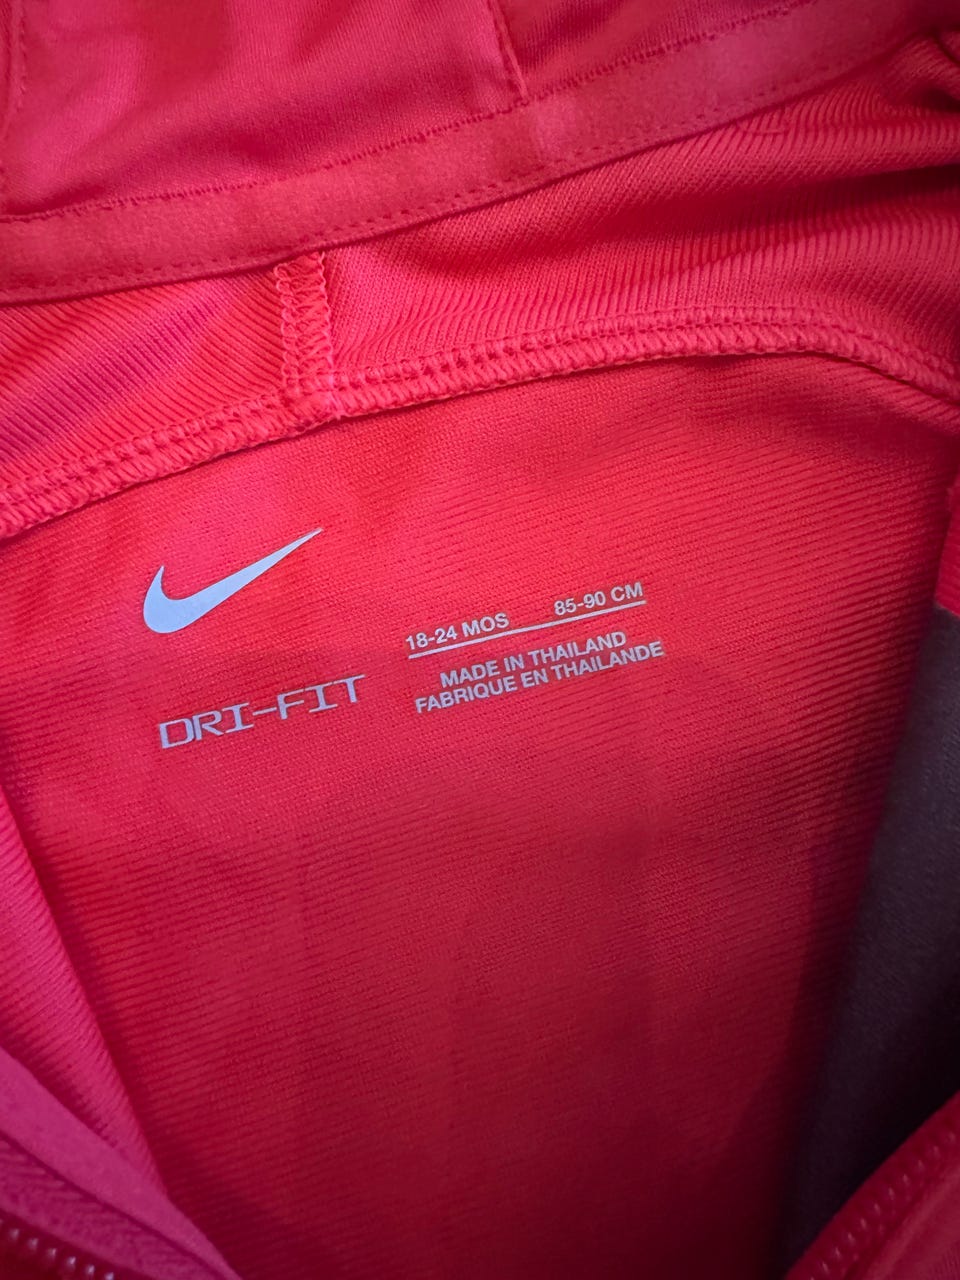 18-24 MOS 85-90 CM
MADE IN THAILAND
FABRIQUE EN THAILANDE
DRI-FIT